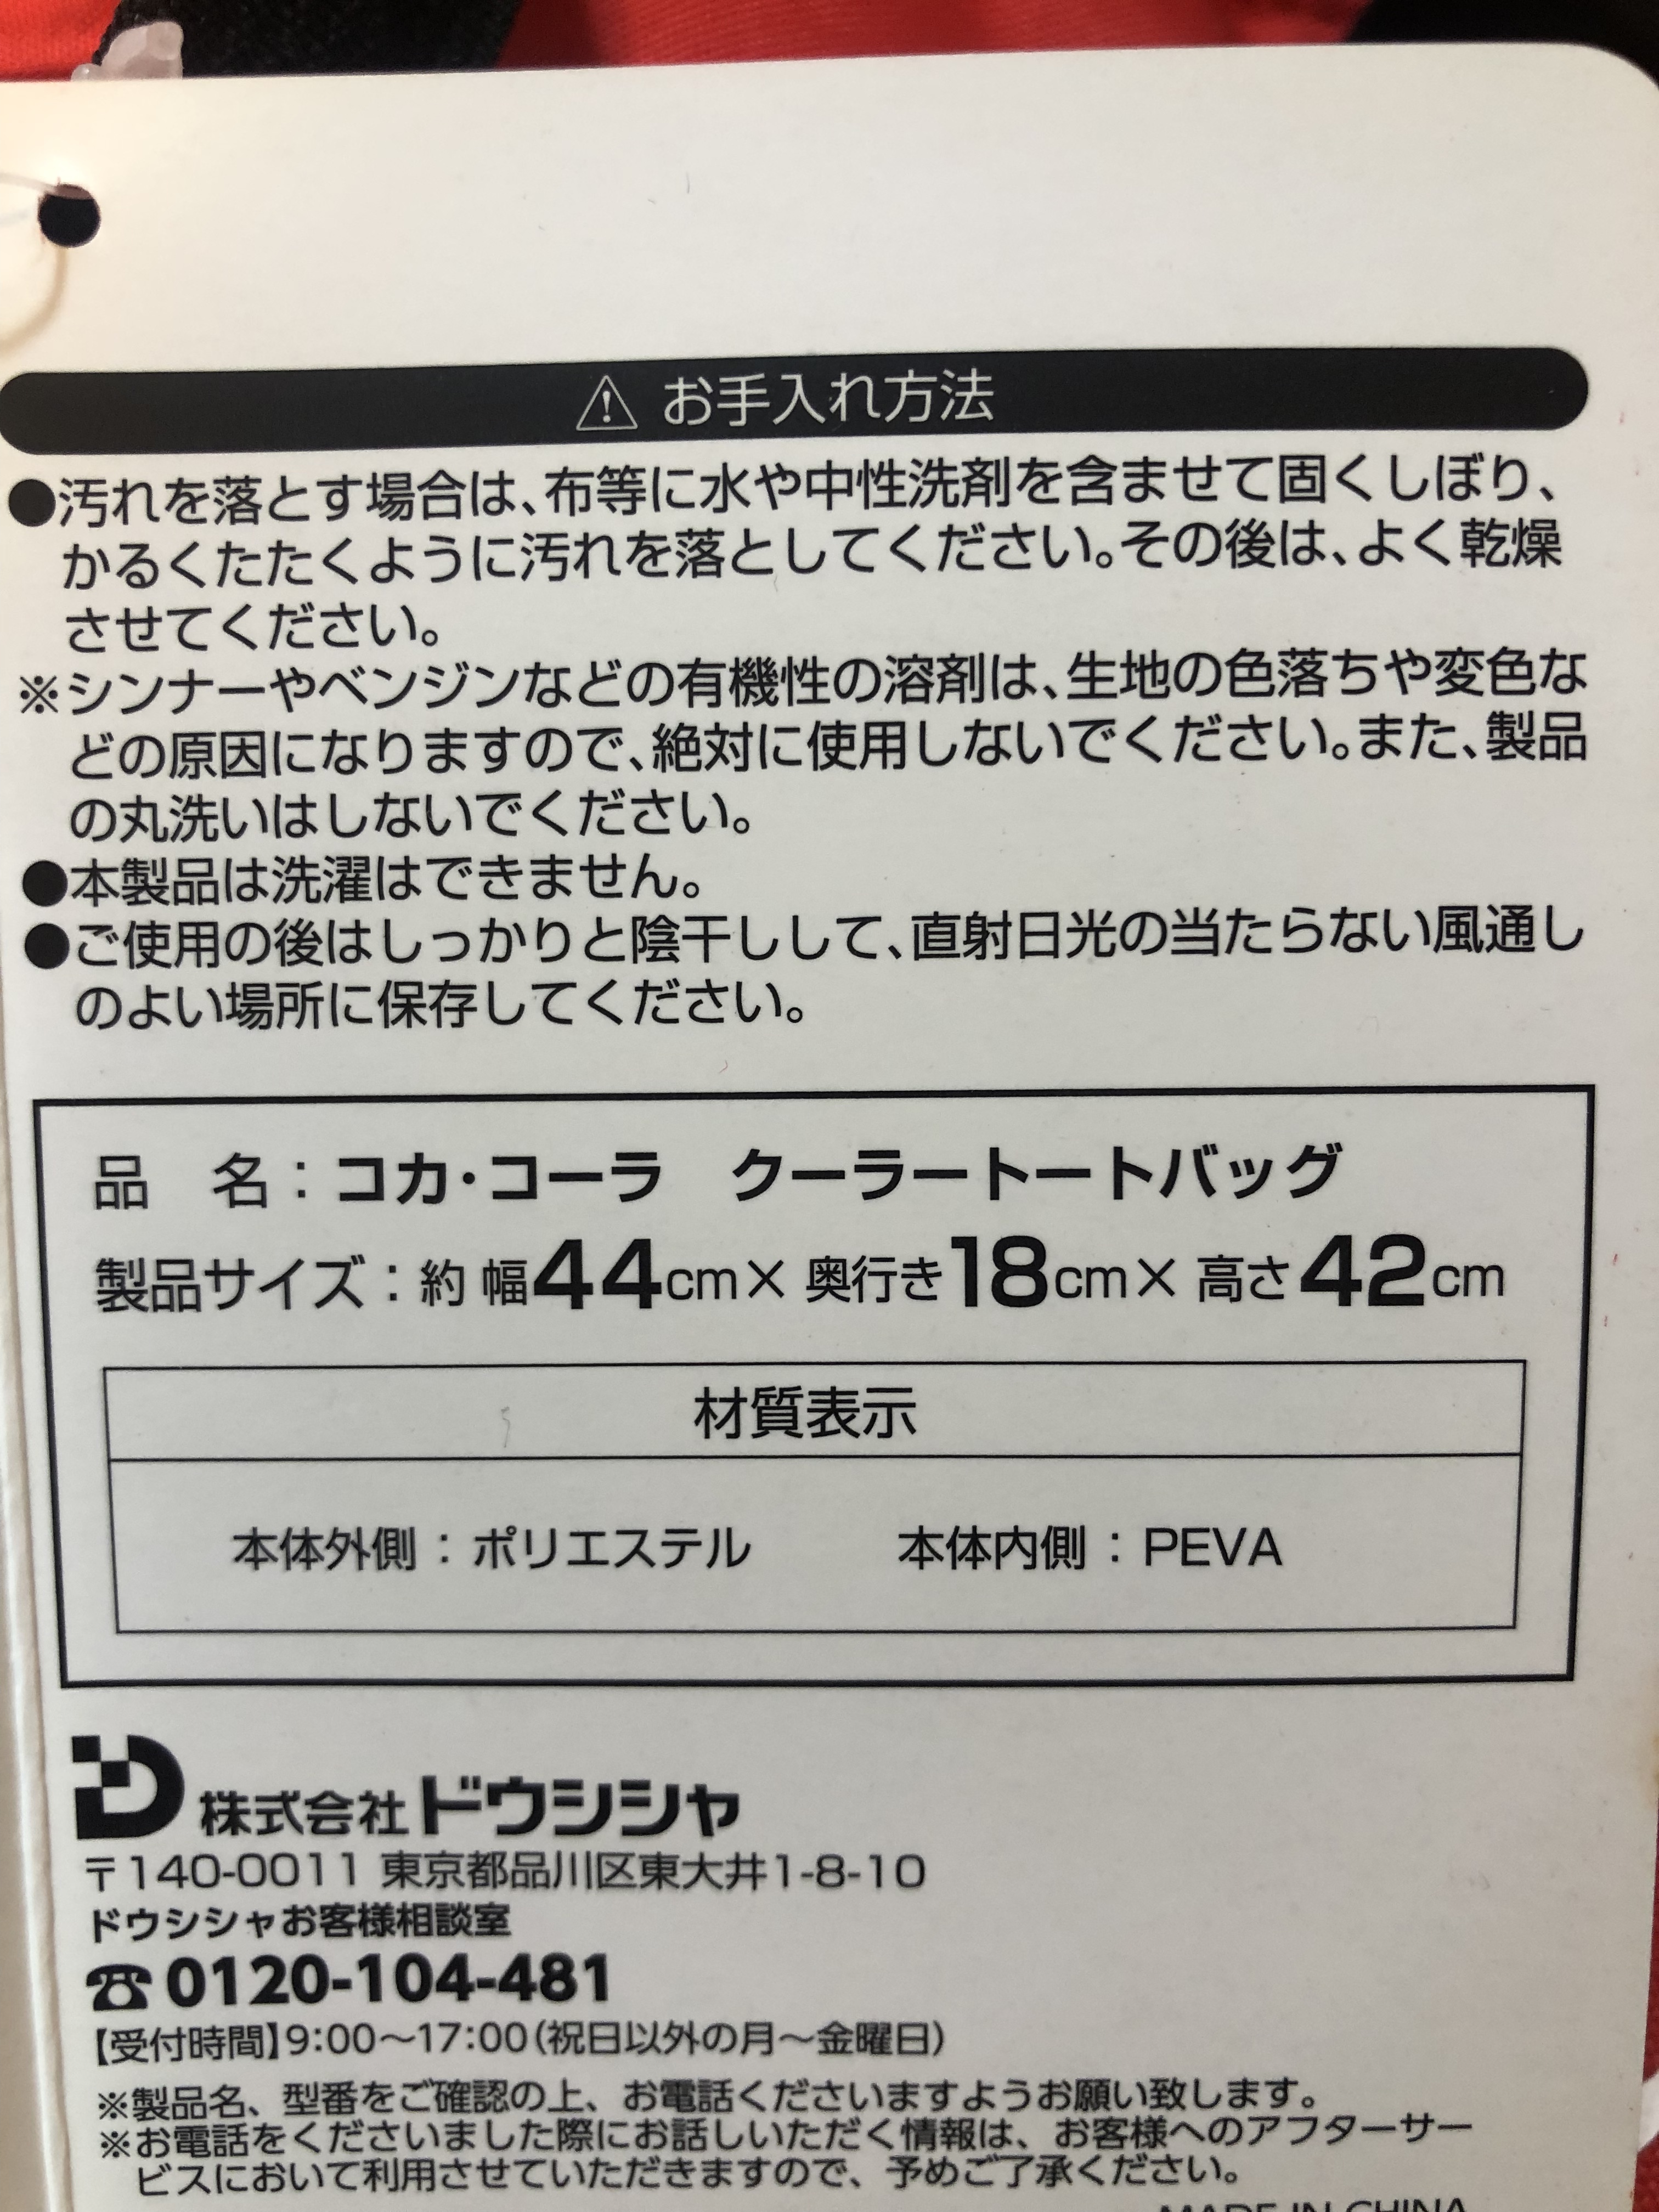 ⚠ お手入れ方法
●汚れを落とす場合は、布等に水や中性洗剤を含ませて固くしぼり、
かるくたたくように汚れを落としてください。その後は、よく乾燥
させてください。
※シンナーやベンジンなどの有機性の溶剤は、生地の色落ちや変色な
どの原因になりますので、絶対に使用しないでください。また、製品
の丸洗いはしないでください。
●本製品は洗濯はできません。
●ご使用の後はしっかりと陰干しして、直射日光の当たらない風通し
のよい場所に保存してください。
品 名：コカ・コーラ クーラートートバッグ
製品サイズ：約 幅44cm× 奥行き18cm× 高さ42cm
材質表示
本体外側：ポリエステル 本体内側：PEVA
株式会社ドウシシャ
〒140-0011 東京都品川区東大井1-8-10
ドウシシャお客様相談室
☎0120-104-481
【受付時間】9:00〜17:00（祝日以外の月〜金曜日）
※製品名、型番をご確認の上、お電話くださいますようお願い致します。
※お電話をくださいました際にお話しいただく情報は、お客様へのアフターサー
ビスにおいて利用させていただきますので、予めご了承ください。
MADE IN CHINA